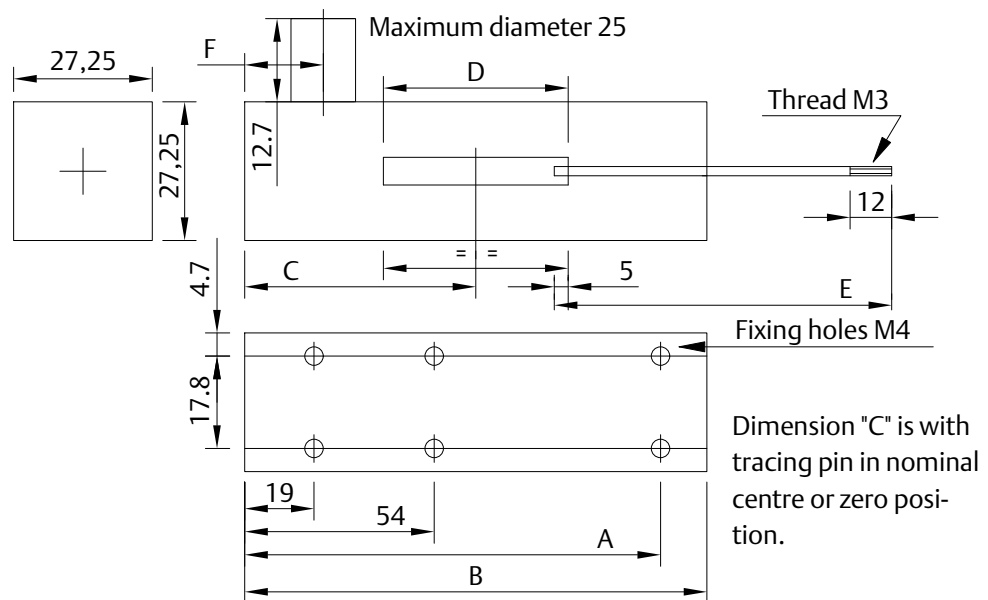 Maximum diameter 25
F
27,25
D
Thread M3
12.7
27,25
12
= =
C
5
E
4.7
Fixing holes M4
17.8
Dimension "C" is with
tracing pin in nominal
centre or zero posi-
tion.
19
54
A
B